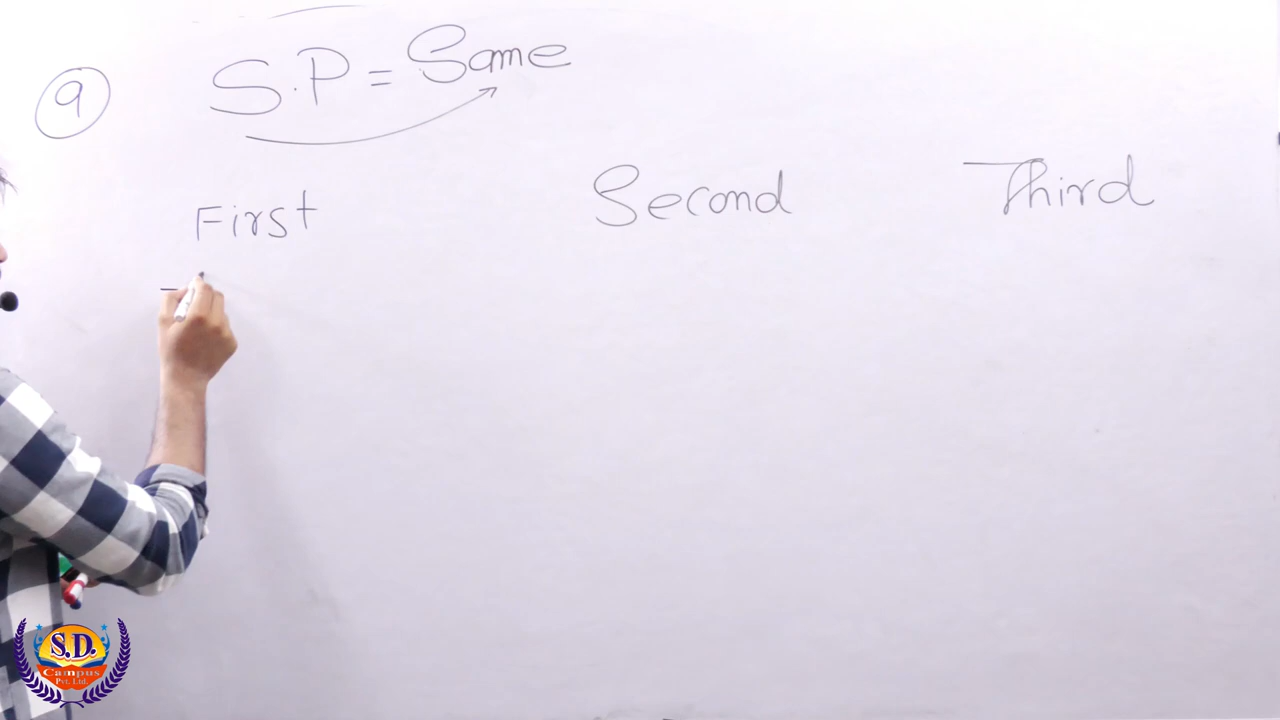 9
S.P = Same
First Second Third
S.D.
Campus
Pvt. Ltd.